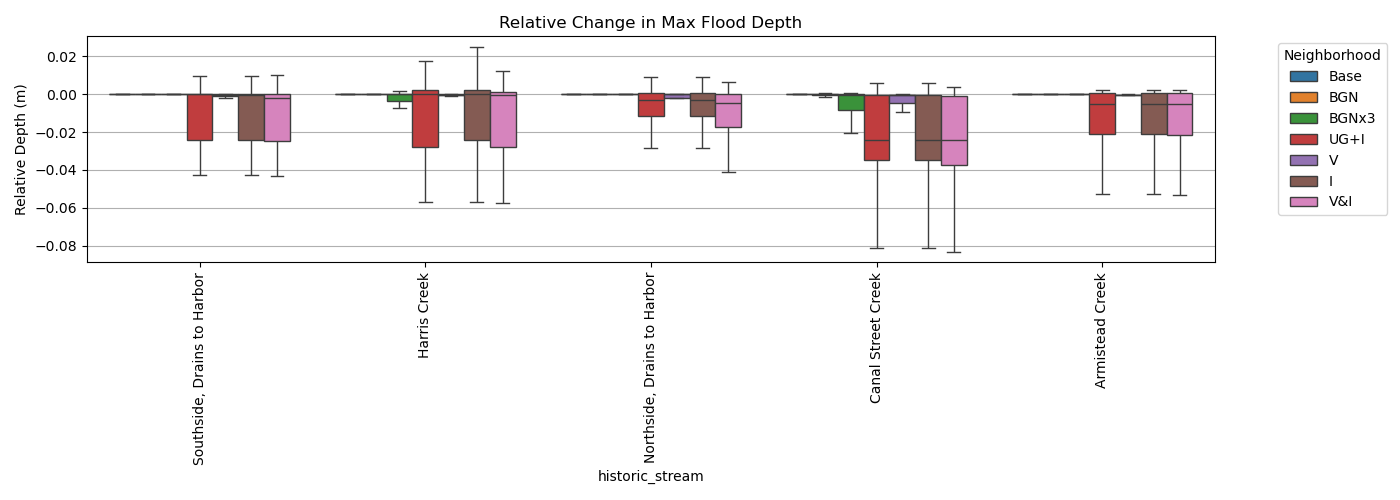 Relative Change in Max Flood Depth
Relative Depth (m)
0.02
0.00
−0.02
−0.04
−0.06
−0.08
Southside, Drains to Harbor
Harris Creek
Northside, Drains to Harbor
Canal Street Creek
Armistead Creek
historic_stream
Neighborhood
Base
BGN
BGNx3
UG+I
V
I
V&I